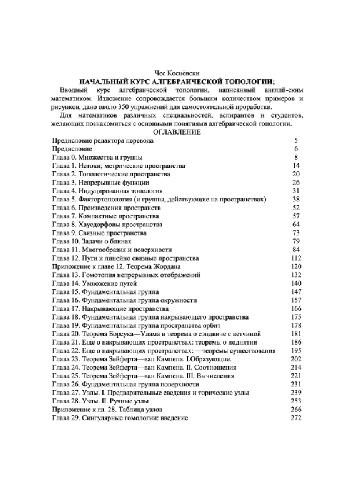 Чес Косневски
НАЧАЛЬНЫЙ КУРС АЛГЕБРАИЧЕСКОЙ ТОПОЛОГИИ;
Вводный курс алгебраической топологии, написанный английским
математиком. Изложение сопровождается большим количеством примеров и
рисунков, дано около 350 упражнений для самостоятельной проработки.
Для математиков различных специальностей, аспирантов и студентов,
желающих познакомиться с основными понятиями алгебраической топологии.
ОГЛАВЛЕНИЕ
Предисловие редактора перевода 5
Предисловие 6
Глава 0. Множества и группы 8
Глава 1. Истоки; метрические пространства 14
Глава 2. Топологические пространства 20
Глава 3. Непрерывные функции 26
Глава 4. Индуцированная топология 31
Глава 5. Фактортопология (и группы, действующие на пространствах) 38
Глава 6. Произведения пространств 52
Глава 7. Компактные пространства 57
Глава 8. Хаусдорфовы пространства 64
Глава 9. Связные пространства 73
Глава 10. Задачи о блинах 79
Глава 11. Многообразия и поверхности 84
Глава 12. Пути и линейно связные пространства 112
Приложение к главе 12. Теорема Жордана 120
Глава 13. Гомотопия непрерывных отображений 132
Глава 14. Умножение путей 140
Глава 15. Фундаментальная группа 147
Глава 16. Фундаментальная группа окружности 157
Глава 17. Накрывающие пространства 166
Глава 18. Фундаментальная группа накрывающего пространства 175
Глава 19. Фундаментальная группа пространства орбит 178
Глава 20. Теорема Борсука—Улама и теорема о сэндвиче с ветчиной 181
Глава 21. Еще о накрывающих пространствах: теоремы о поднятии 186
Глава 22. Еще о накрывающих пространствах: —теоремы существования 195
Глава 23. Теорема Зейферта—ван Кампена. I.Образующие 202
Глава 24. Теорема Зейферта—ван Кампена. II. Соотношения 214
Глава 25. Теорема Зейферта—ван Кампена. III. Вычисления 221
Глава 26. Фундаментальная группа поверхности 231
Глава 27. Узлы. I. Предварительные сведения и торические узлы 239
Глава 28. Узлы. II. Ручные узлы 253
Приложение к гл. 28. Таблица узлов 266
Глава 29. Сингулярные гомологии: введение 272